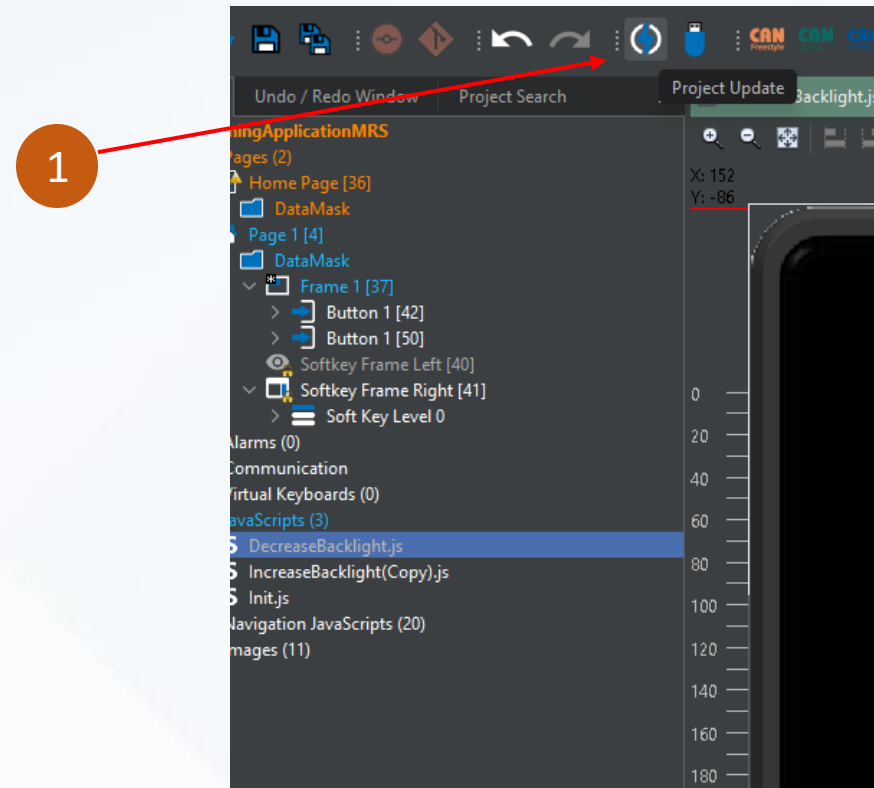 CAN
Freestyle
CAN
Undo / Redo Window
Project Search
Project Update
Backlight.js
1
ingApplicationMRS
ages (2)
Home Page [36]
DataMask
Page 1 [4]
DataMask
Frame 1 [37]
Button 1 [42]
Button 1 [50]
Softkey Frame Left [40]
Softkey Frame Right [41]
Soft Key Level 0
Alarms (0)
Communication
Virtual Keyboards (0)
avaScripts (3)
DecreaseBacklight.js
IncreaseBacklight(Copy).js
Init.js
Navigation JavaScripts (20)
mages (11)
X: 152
Y: -86
0
20
40
60
80
100
120
140
160
180